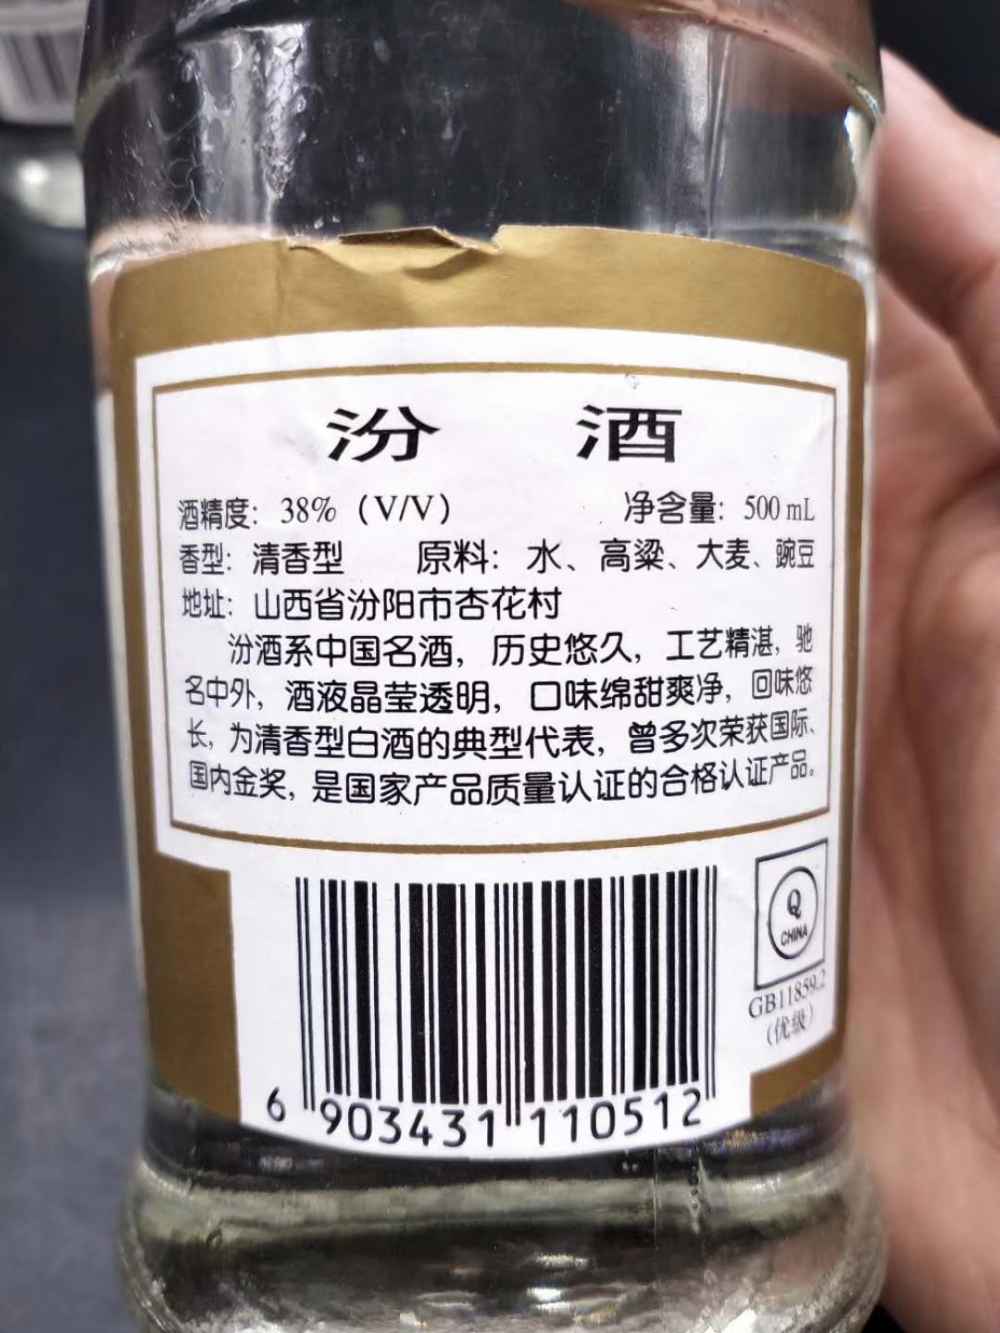 汾 酒
酒精度：38%（V/V） 净含量：500 mL
香型：清香型 原料：水、高粱、大麦、豌豆
地址：山西省汾阳市杏花村
汾酒系中国名酒，历史悠久，工艺精湛，驰
名中外，酒液晶莹透明，口味绵甜爽净，回味悠
长，为清香型白酒的典型代表，曾多次荣获国际、
国内金奖，是国家产品质量认证的合格认证产品。
Q
CHINA
GB11859.2
（优级）
6 903431 110512